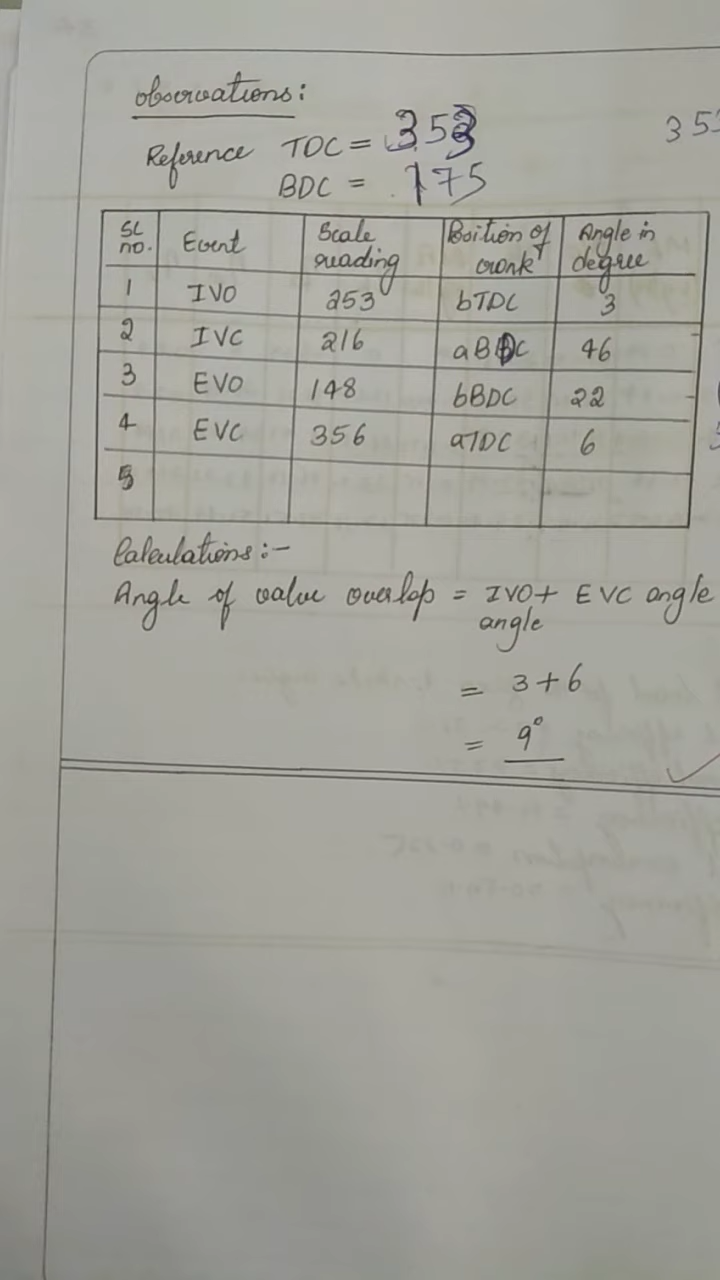 observations:
Reference TDC = 353
BDC = 175
SL no. Event Scale reading Position of crank Angle in degree
1 IVO 253 bTDC 3
2 IVC 216 aBDC 46
3 EVO 148 bBDC 22
4 EVC 356 aTDC 6
5
Calculations:-
Angle of valve overlap = IVO+ EVC angle
angle
= 3+6
= 9°